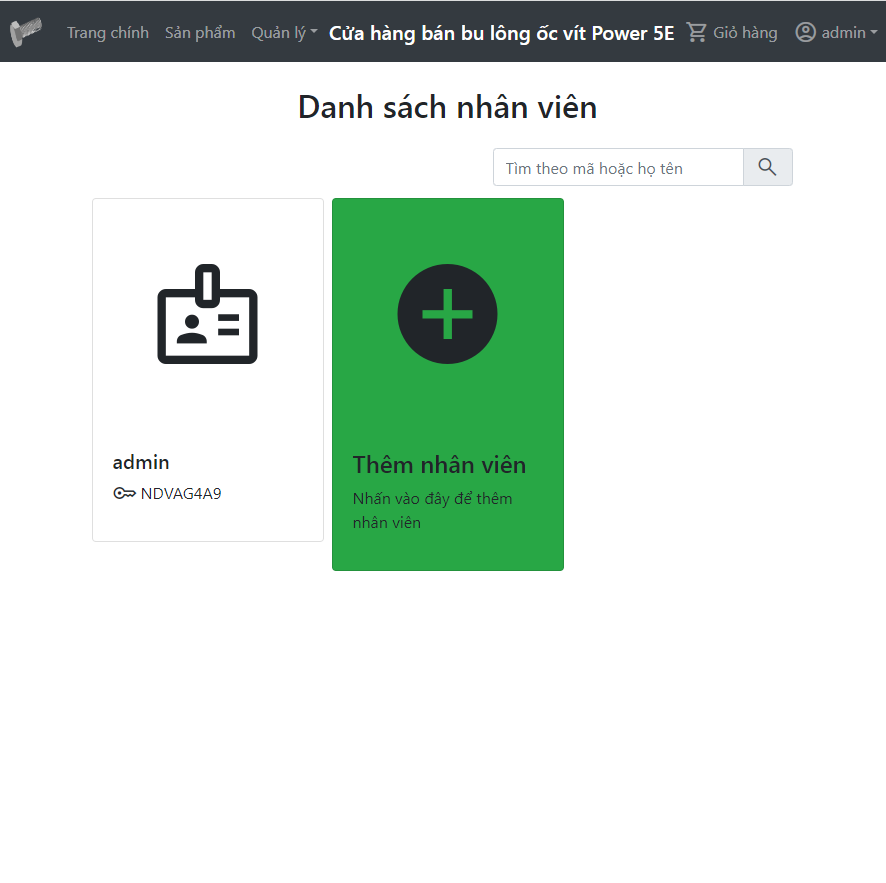 Trang chính Sản phẩm Quản lý Cửa hàng bán bu lông ốc vít Power 5E Giỏ hàng admin
Danh sách nhân viên
Tìm theo mã hoặc họ tên
admin
NDVAG4A9
Thêm nhân viên
Nhấn vào đây để thêm
nhân viên